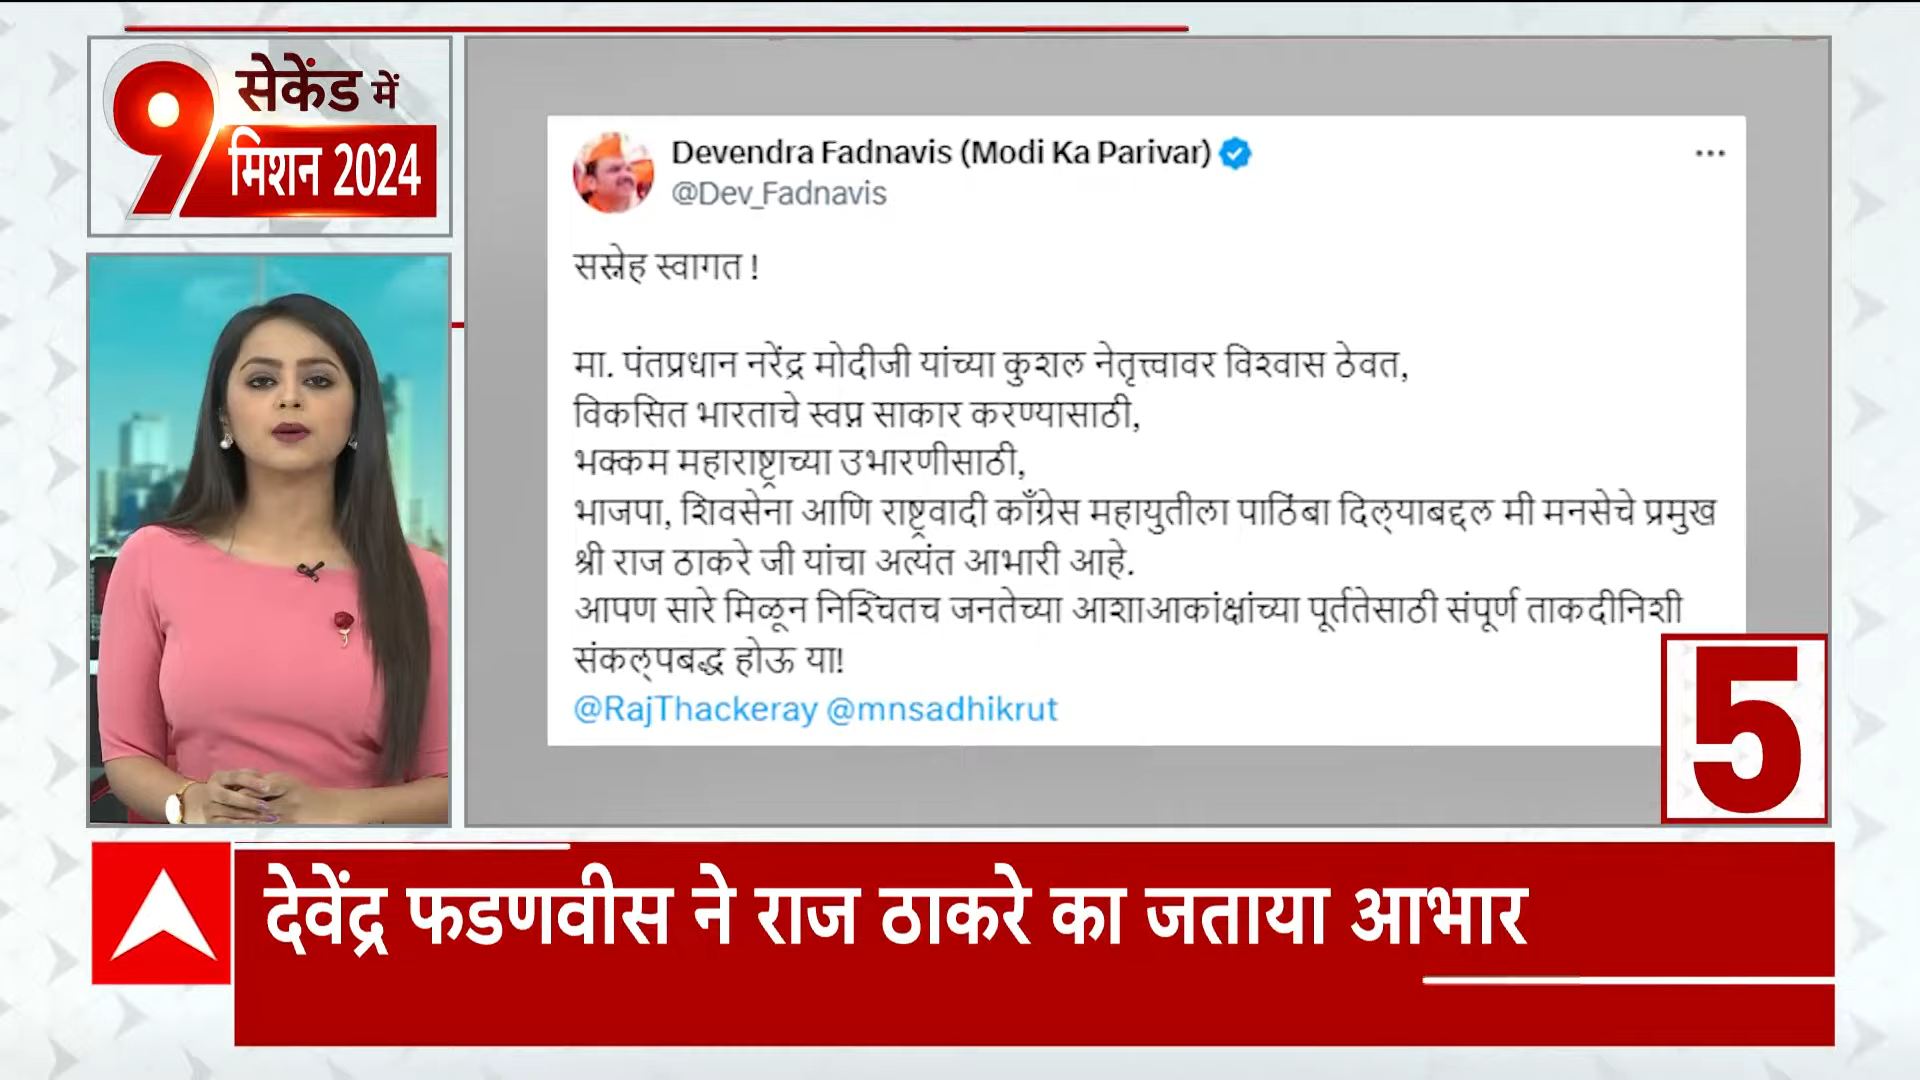 9 सेकेंड में
मिशन 2024
Devendra Fadnavis (Modi Ka Parivar)
@Dev_Fadnavis
सस्नेह स्वागत !
मा. पंतप्रधान नरेंद्र मोदीजी यांच्या कुशल नेतृत्त्वावर विश्वास ठेवत,
विकसित भारताचे स्वप्न साकार करण्यासाठी,
भक्कम महाराष्ट्राच्या उभारणीसाठी,
भाजपा, शिवसेना आणि राष्ट्रवादी काँग्रेस महायुतीला पाठिंबा दिल्याबद्दल मी मनसेचे प्रमुख
श्री राज ठाकरे जी यांचा अत्यंत आभारी आहे.
आपण सारे मिळून निश्चितच जनतेच्या आशाआकांक्षांच्या पूर्ततेसाठी संपूर्ण ताकदीनिशी
संकल्पबद्ध होऊ या!
@RajThackeray @mnsadhikrut
5
देवेंद्र फडणवीस ने राज ठाकरे का जताया आभार